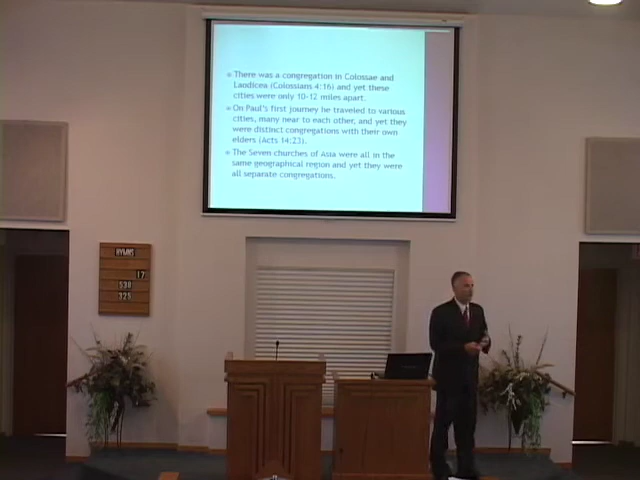 There was a congregation in Colossae and
Laodicea (Colossians 4:16) and yet these
cities were only 10-12 miles apart.
On Paul's first journey he traveled to various
cities, many near to each other, and yet they
were distinct congregations with their own
elders (Acts 14:23).
The Seven churches of Asia were all in the
same geographical region and yet they were
all separate congregations.
HYMNS
17
538
325